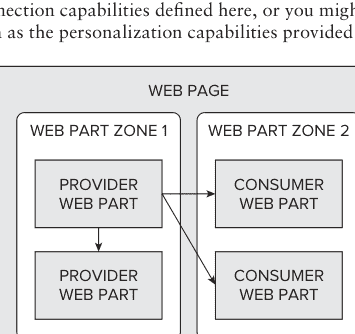 nection capabilities defined here, or you migh
as the personalization capabilities provided
WEB PAGE
WEB PART ZONE 1
WEB PART ZONE 2
PROVIDER
WEB PART
CONSUMER
WEB PART
PROVIDER
WEB PART
CONSUMER
WEB PART